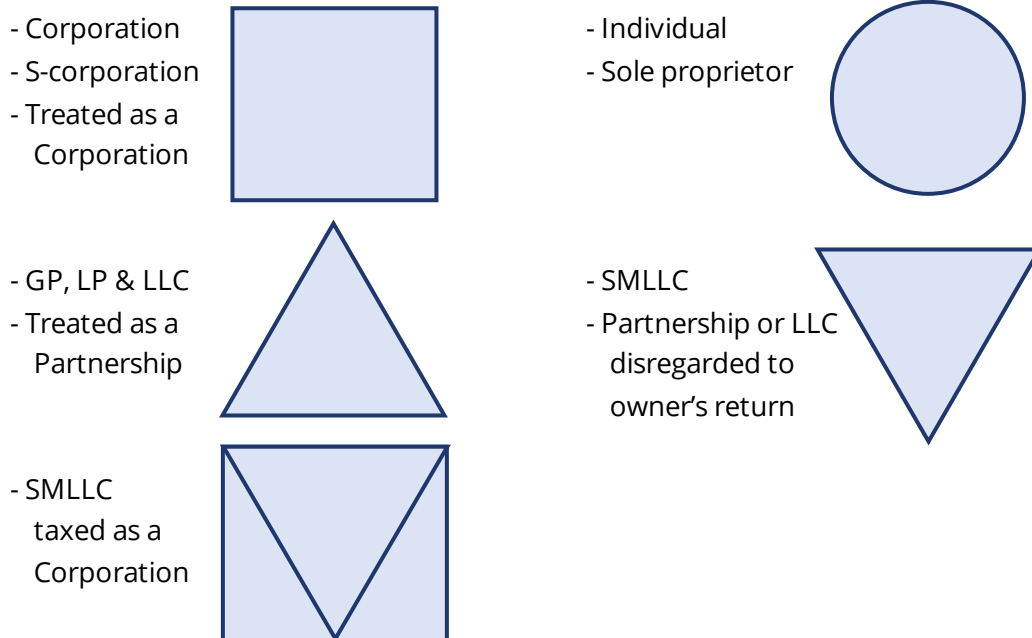 - Corporation
- S-corporation
- Treated as a
Corporation
- Individual
- Sole proprietor
- GP, LP & LLC
- Treated as a
Partnership
- SMLLC
- Partnership or LLC
disregarded to
owner’s return
- SMLLC
taxed as a
Corporation